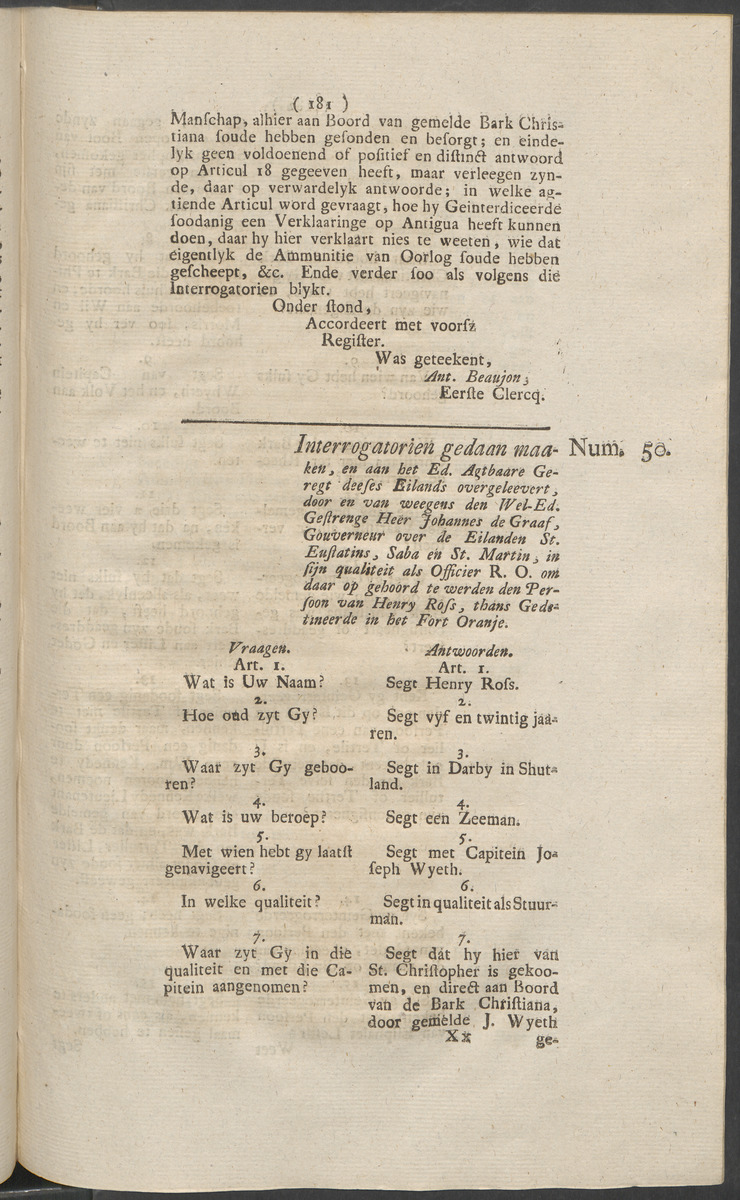 ( 181 )
Manſchap, alhier aan Boord van gemelde Bark Chris-
tiana ſoude hebben geſonden en beſorgt; en einde-
lyk geen voldoenend of poſitief en diſtinct antwoord
op Articul 18 gegeeven heeft, maar verleegen zyn-
de, daar op verwardelyk antwoorde; in welke ag-
tiende Articul word gevraagt, hoe hy Geinterdiceerde
ſoodanig een Verklaaringe op Antigua heeft kunnen
doen, daar hy hier verklaart nies te weeten, wie dat
eigentlyk de Ammunitie van Oorlog ſoude hebben
geſcheept, &c. Ende verder ſoo als volgens die
Interrogatorien blykt.
Onder ſtond,
Accordeert met voorſz
Regiſter.
Was geteekent,
Ant. Beaujon,
Eerſte Clercq.
Interrogatorien gedaan maa- Num. 50.
ken, en aan het Ed. Agtbaare Ge-
regt deeſes Eilands overgeleevert,
door en van weegens den Wel-Ed.
Geſtrenge Heer Johannes de Graaf,
Gouverneur over de Eilanden St.
Euſtatins, Saba en St. Martin, in
ſijn qualiteit als Officier R. O. om
daar op gehoord te werden den Per-
ſoon van Henry Roſs, thans Gede-
tineerde in het Fort Oranje.
Vraagen. Antwoorden.
Art. 1. Art. 1.
Wat is Uw Naam? Segt Henry Roſs.
2. 2.
Hoe oud zyt Gy? Segt vyf en twintig jaa-
ren.
3. 3.
Waar zyt Gy geboo- Segt in Darby in Shut-
ren? land.
4. 4.
Wat is uw beroep? Segt een Zeeman.
5. 5.
Met wien hebt gy laatſt Segt met Capitein Jo-
genavigeert? ſeph Wyeth.
6. 6.
In welke qualiteit? Segt in qualiteit als Stuur-
man.
7. 7.
Waar zyt Gy in die Segt dat hy hier van
qualiteit en met die Ca- St. Chriſtopher is gekoo-
pitein aangenomen? men, en direct aan Boord
van de Bark Chriſtiana,
door gemelde J. Wyeth
Xx ge-